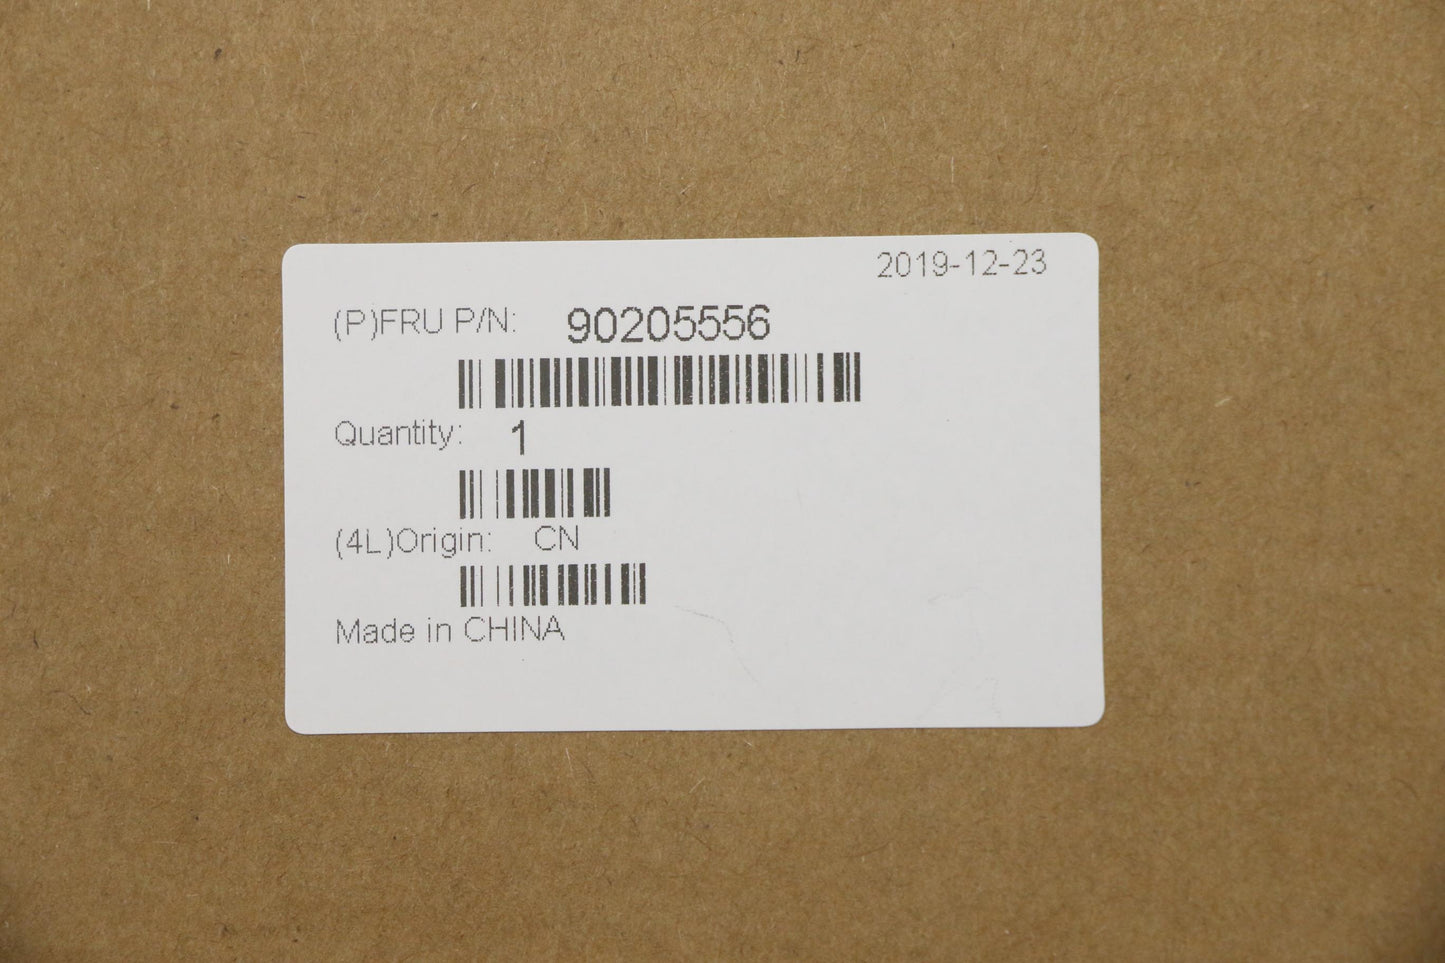 2019-12-23
(P)FRU P/N: 90205556
Quantity: 1
(4L)Origin: CN
Made in CHINA